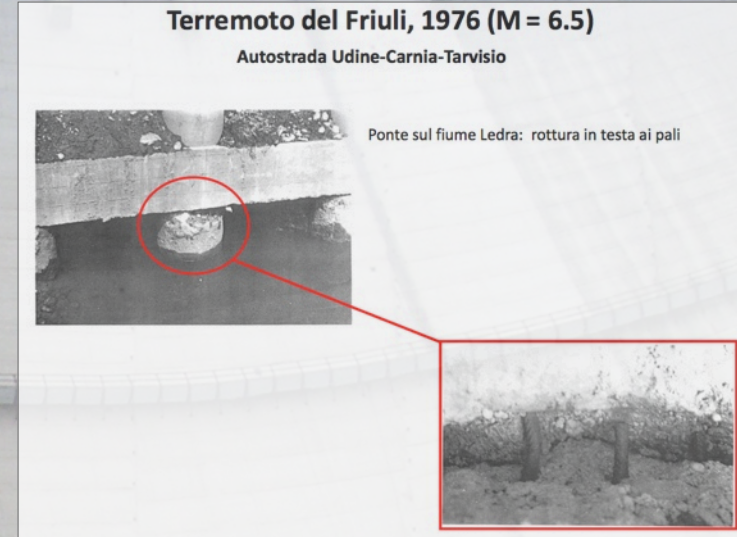 Terremoto del Friuli, 1976 (M = 6.5)
Autostrada Udine-Carnia-Tarvisio
Ponte sul fiume Ledra: rottura in testa ai pali